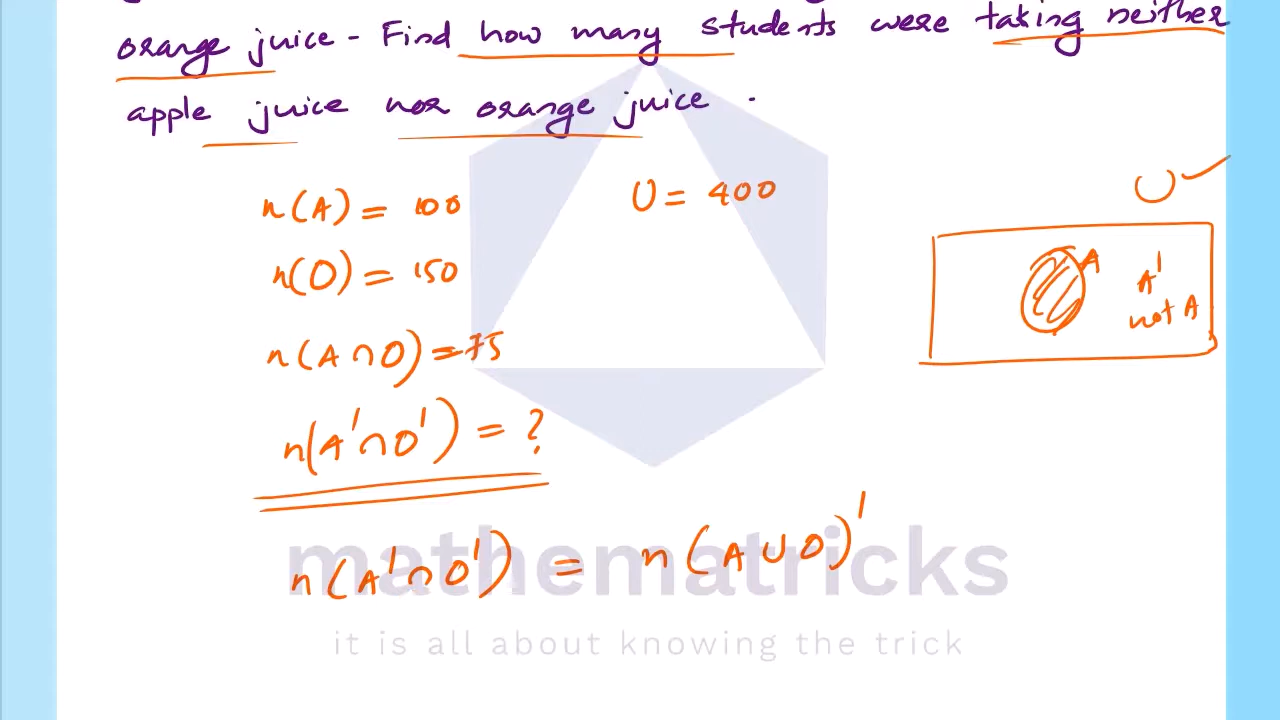 orange juice - Find how many students were taking neither
apple juice nor orange juice.
n(A) = 100
U = 400
n(O) = 150
n(A∩O) = 75
n(A'∩O') = ?
n(A'∩O') = n(A∪O)'
U
A
A'
not A
mathematricks
it is all about knowing the trick